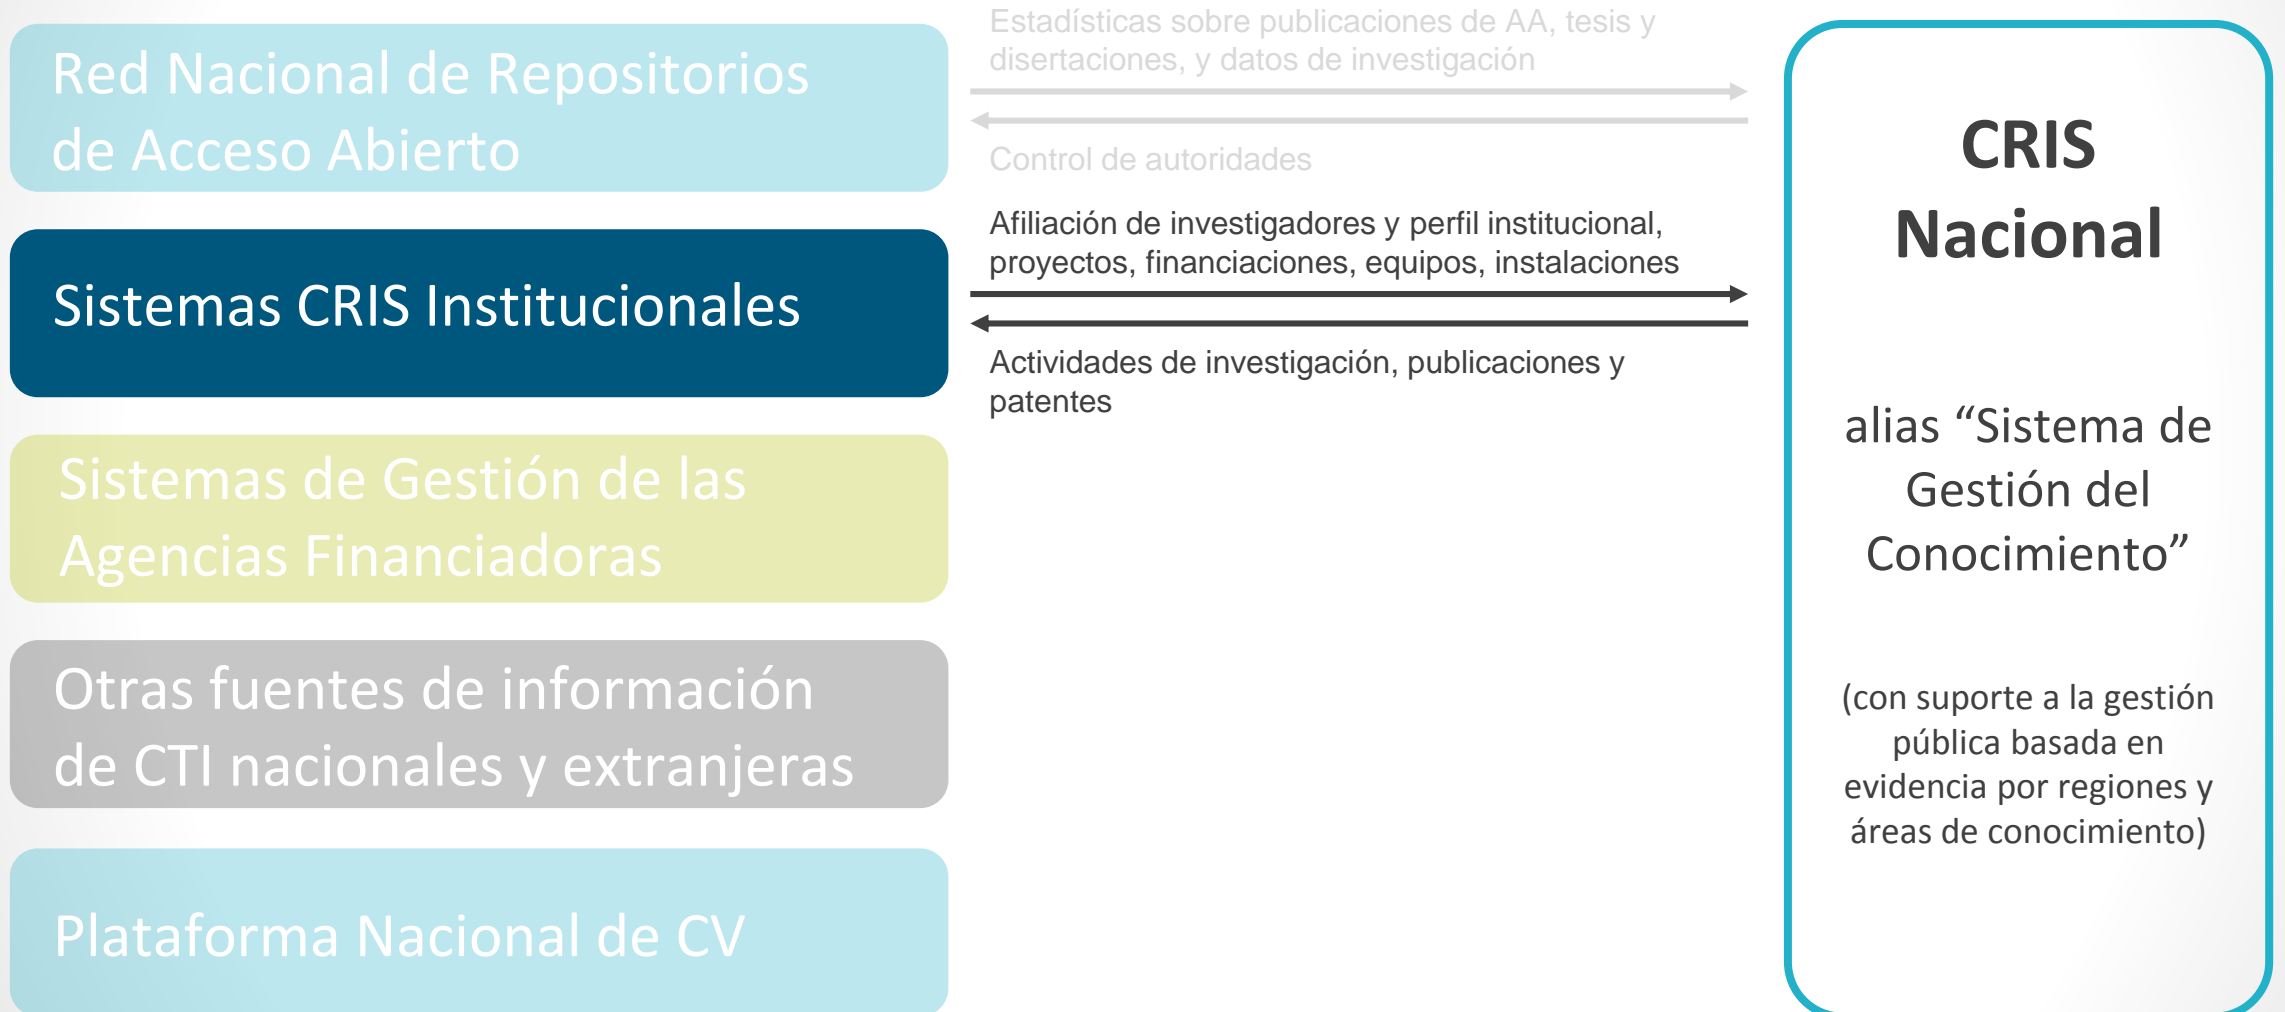 Red Nacional de Repositorios
de Acceso Abierto
Estadísticas sobre publicaciones de AA, tesis y
disertaciones, y datos de investigación
Control de autoridades
Sistemas CRIS Institucionales
Afiliación de investigadores y perfil institucional,
proyectos, financiaciones, equipos, instalaciones
Actividades de investigación, publicaciones y
patentes
Sistemas de Gestión de las
Agencias Financiadoras
Otras fuentes de información
de CTI nacionales y extranjeras
Plataforma Nacional de CV
CRIS
Nacional
alias “Sistema de
Gestión del
Conocimiento”
(con suporte a la gestión
pública basada en
evidencia por regiones y
áreas de conocimiento)